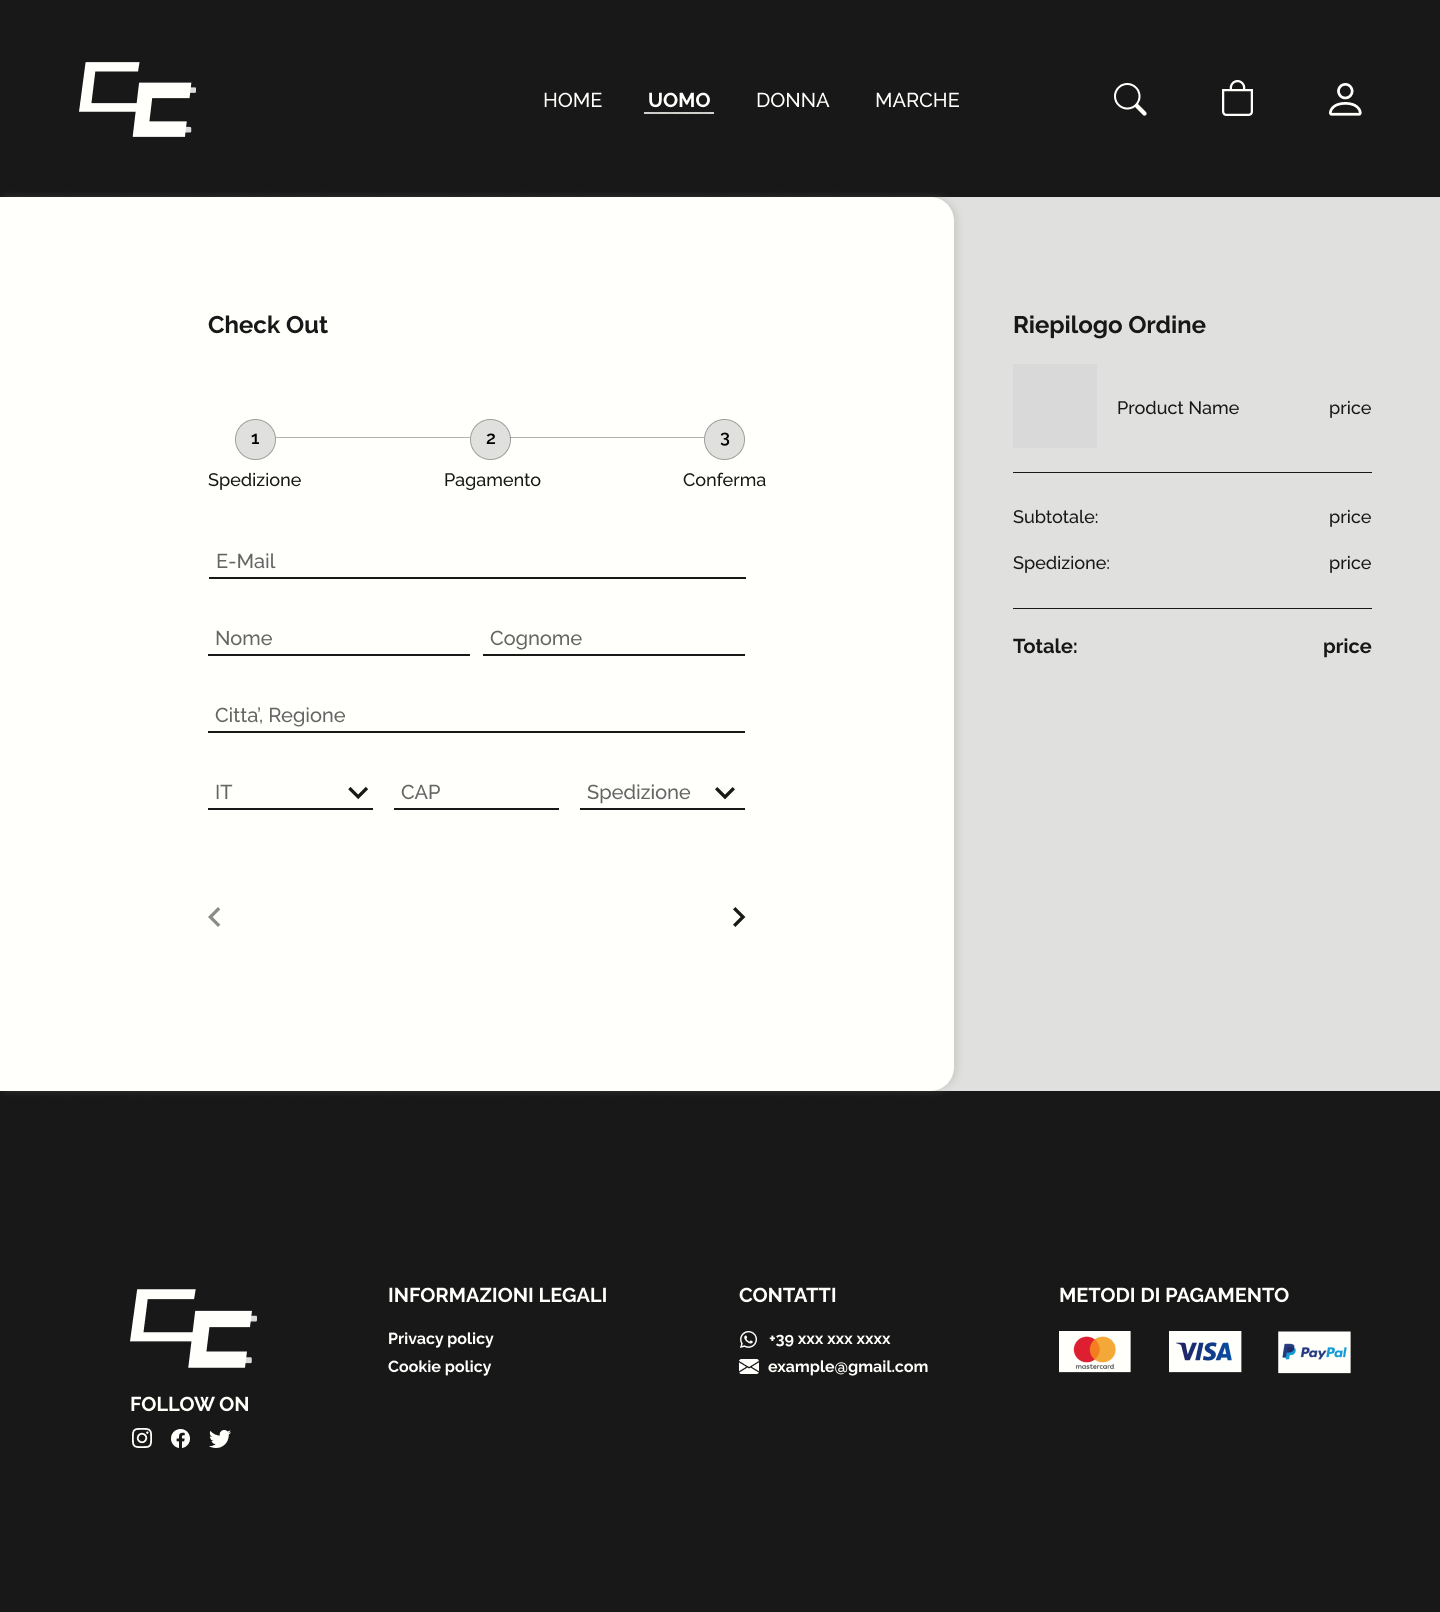 HOME UOMO DONNA MARCHE
Check Out
1 2 3
Spedizione Pagamento Conferma
E-Mail
Nome Cognome
Citta', Regione
IT CAP Spedizione
Riepilogo Ordine
Product Name price
Subtotale: price
Spedizione: price
Totale: price
FOLLOW ON
INFORMAZIONI LEGALI
Privacy policy
Cookie policy
CONTATTI
+39 xxx xxx xxxx
example@gmail.com
METODI DI PAGAMENTO
mastercard VISA PayPal